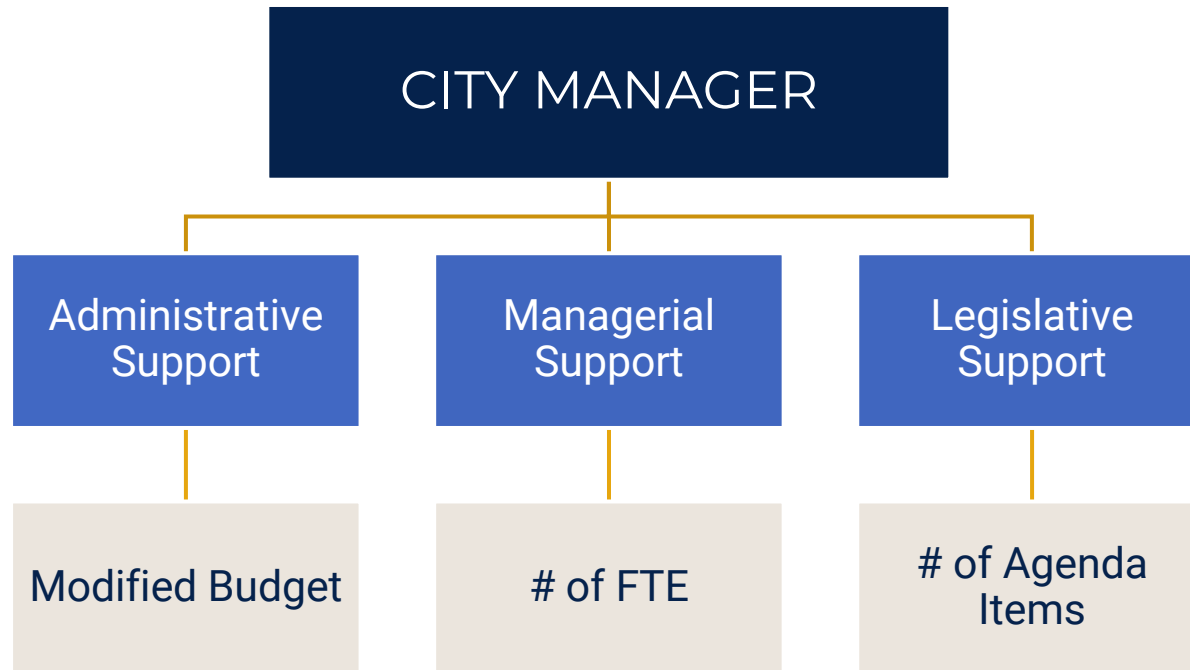 CITY MANAGER
Administrative
Support
Managerial
Support
Legislative
Support
Modified Budget
# of FTE
# of Agenda
Items